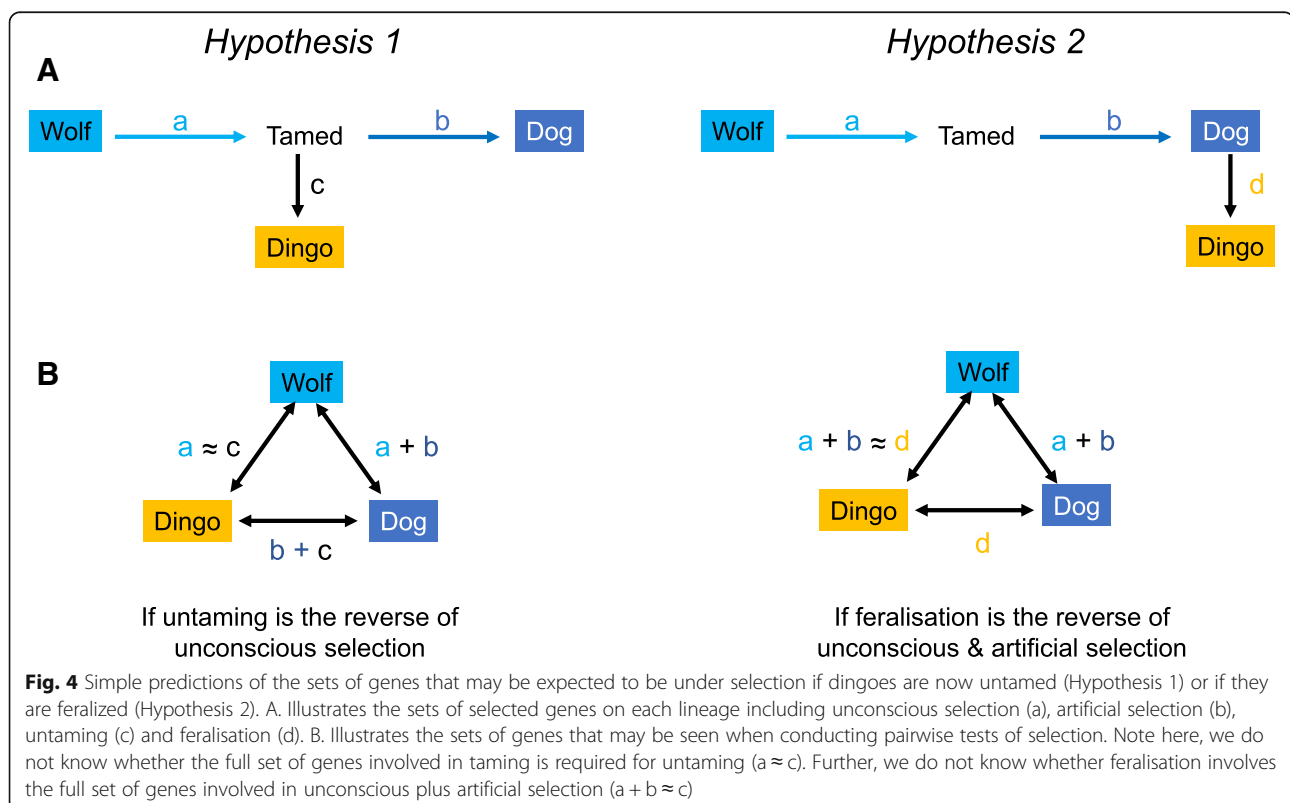 Hypothesis 1
Hypothesis 2
A
Wolf a Tamed b Dog
c
Dingo
Wolf a Tamed b Dog
d
Dingo
B
Wolf
a ≈ c a + b
Dingo Dog
b + c
If untaming is the reverse of
unconscious selection
Wolf
a + b ≈ d a + b
Dingo Dog
d
If feralisation is the reverse of
unconscious & artificial selection
Fig. 4 Simple predictions of the sets of genes that may be expected to be under selection if dingoes are now untamed (Hypothesis 1) or if they
are feralized (Hypothesis 2). A. Illustrates the sets of selected genes on each lineage including unconscious selection (a), artificial selection (b),
untaming (c) and feralisation (d). B. Illustrates the sets of genes that may be seen when conducting pairwise tests of selection. Note here, we do
not know whether the full set of genes involved in taming is required for untaming (a ≈ c). Further, we do not know whether feralisation involves
the full set of genes involved in unconscious plus artificial selection (a + b ≈ c)